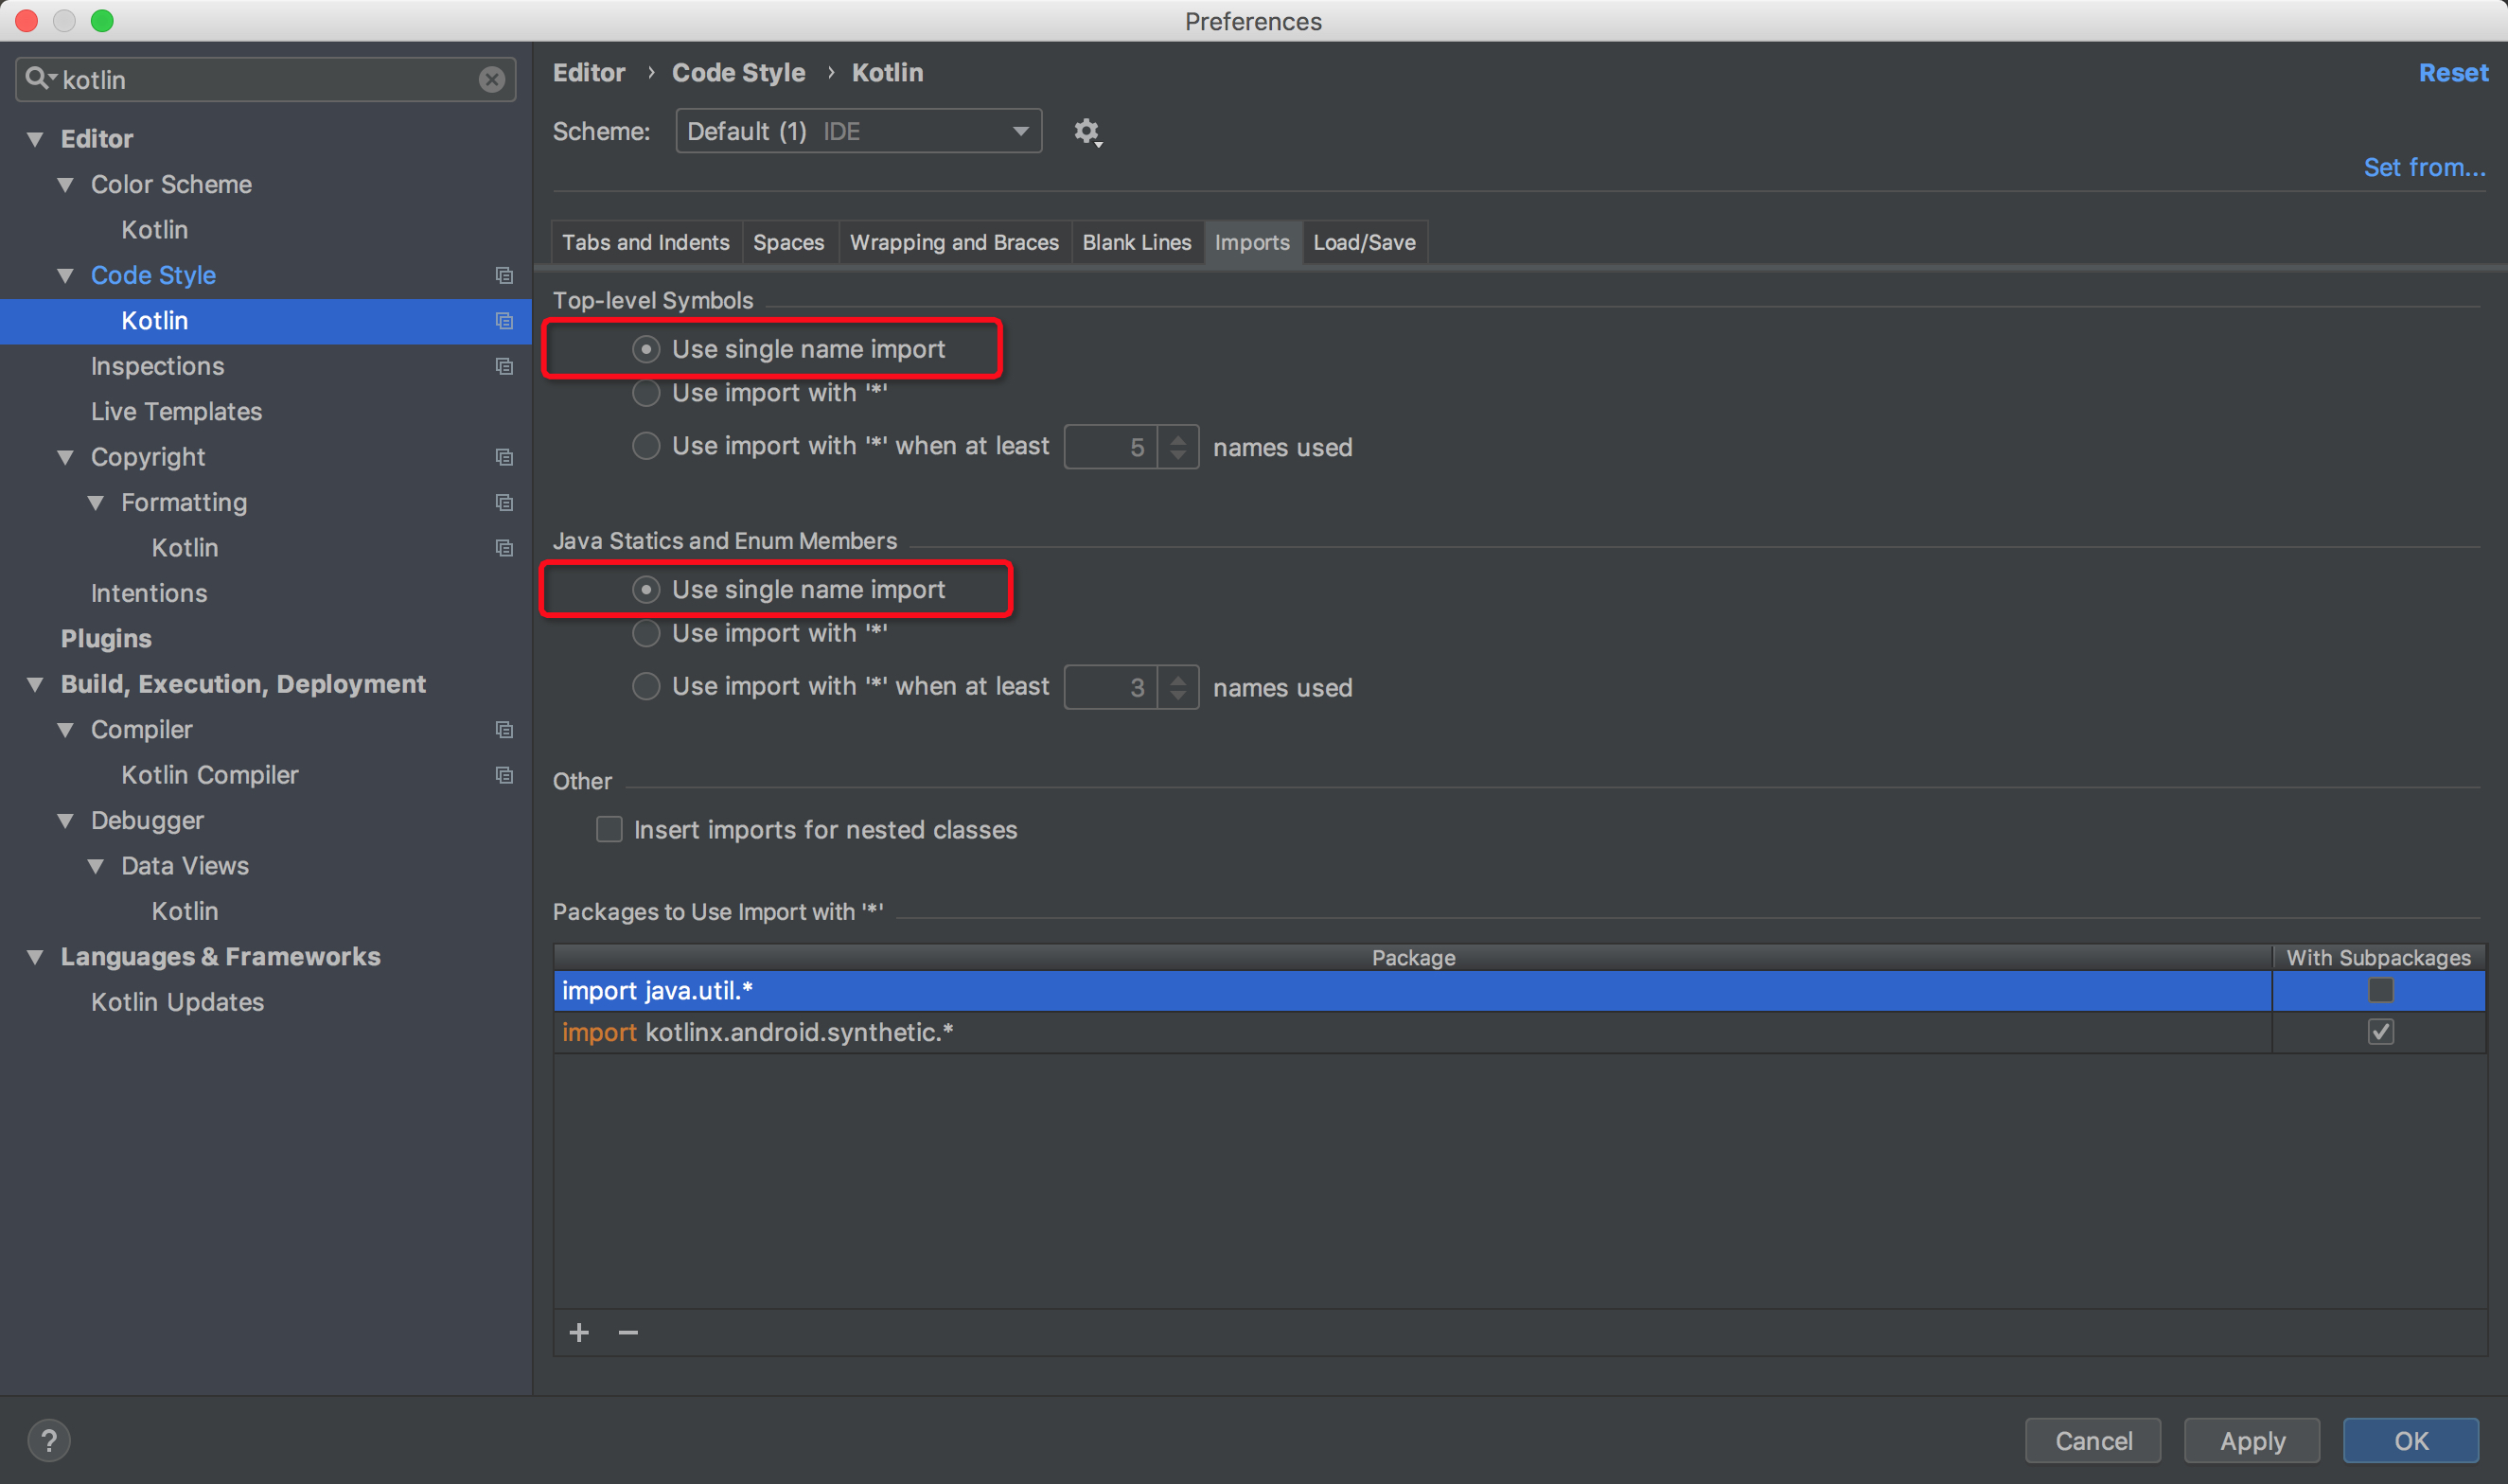 Preferences
kotlin
Editor
Color Scheme
Kotlin
Code Style
Kotlin
Inspections
Live Templates
Copyright
Formatting
Kotlin
Intentions
Plugins
Build, Execution, Deployment
Compiler
Kotlin Compiler
Debugger
Data Views
Kotlin
Languages & Frameworks
Kotlin Updates
Editor › Code Style › Kotlin
Reset
Scheme: Default (1) IDE
Set from...
Tabs and Indents Spaces Wrapping and Braces Blank Lines Imports Load/Save
Top-level Symbols
Use single name import
Use import with '*'
Use import with '*' when at least 5 names used
Java Statics and Enum Members
Use single name import
Use import with '*'
Use import with '*' when at least 3 names used
Other
Insert imports for nested classes
Packages to Use Import with '*'
Package With Subpackages
import java.util.*
import kotlinx.android.synthetic.*
+ −
? Cancel Apply OK